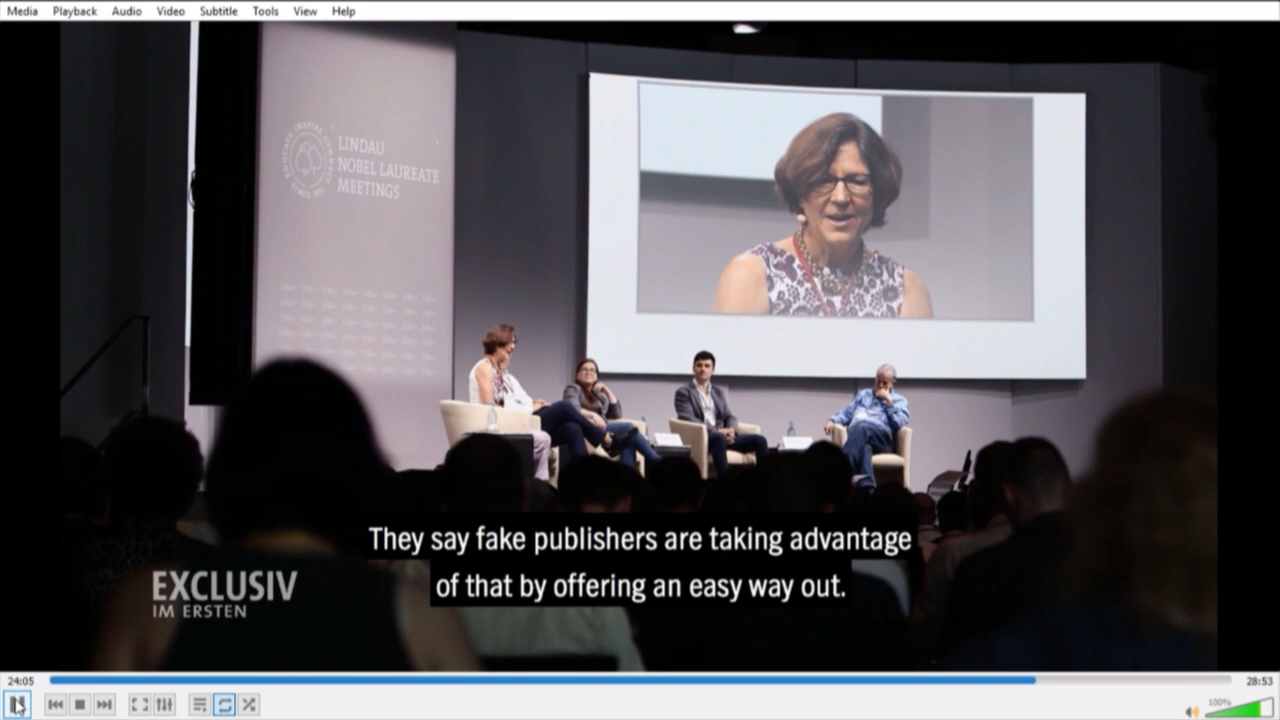 Media Playback Audio Video Subtitle Tools View Help
LINDAU
NOBEL LAUREATE
MEETINGS
They say fake publishers are taking advantage
of that by offering an easy way out.
EXCLUSIV
IM ERSTEN
24:05
28:53
100%